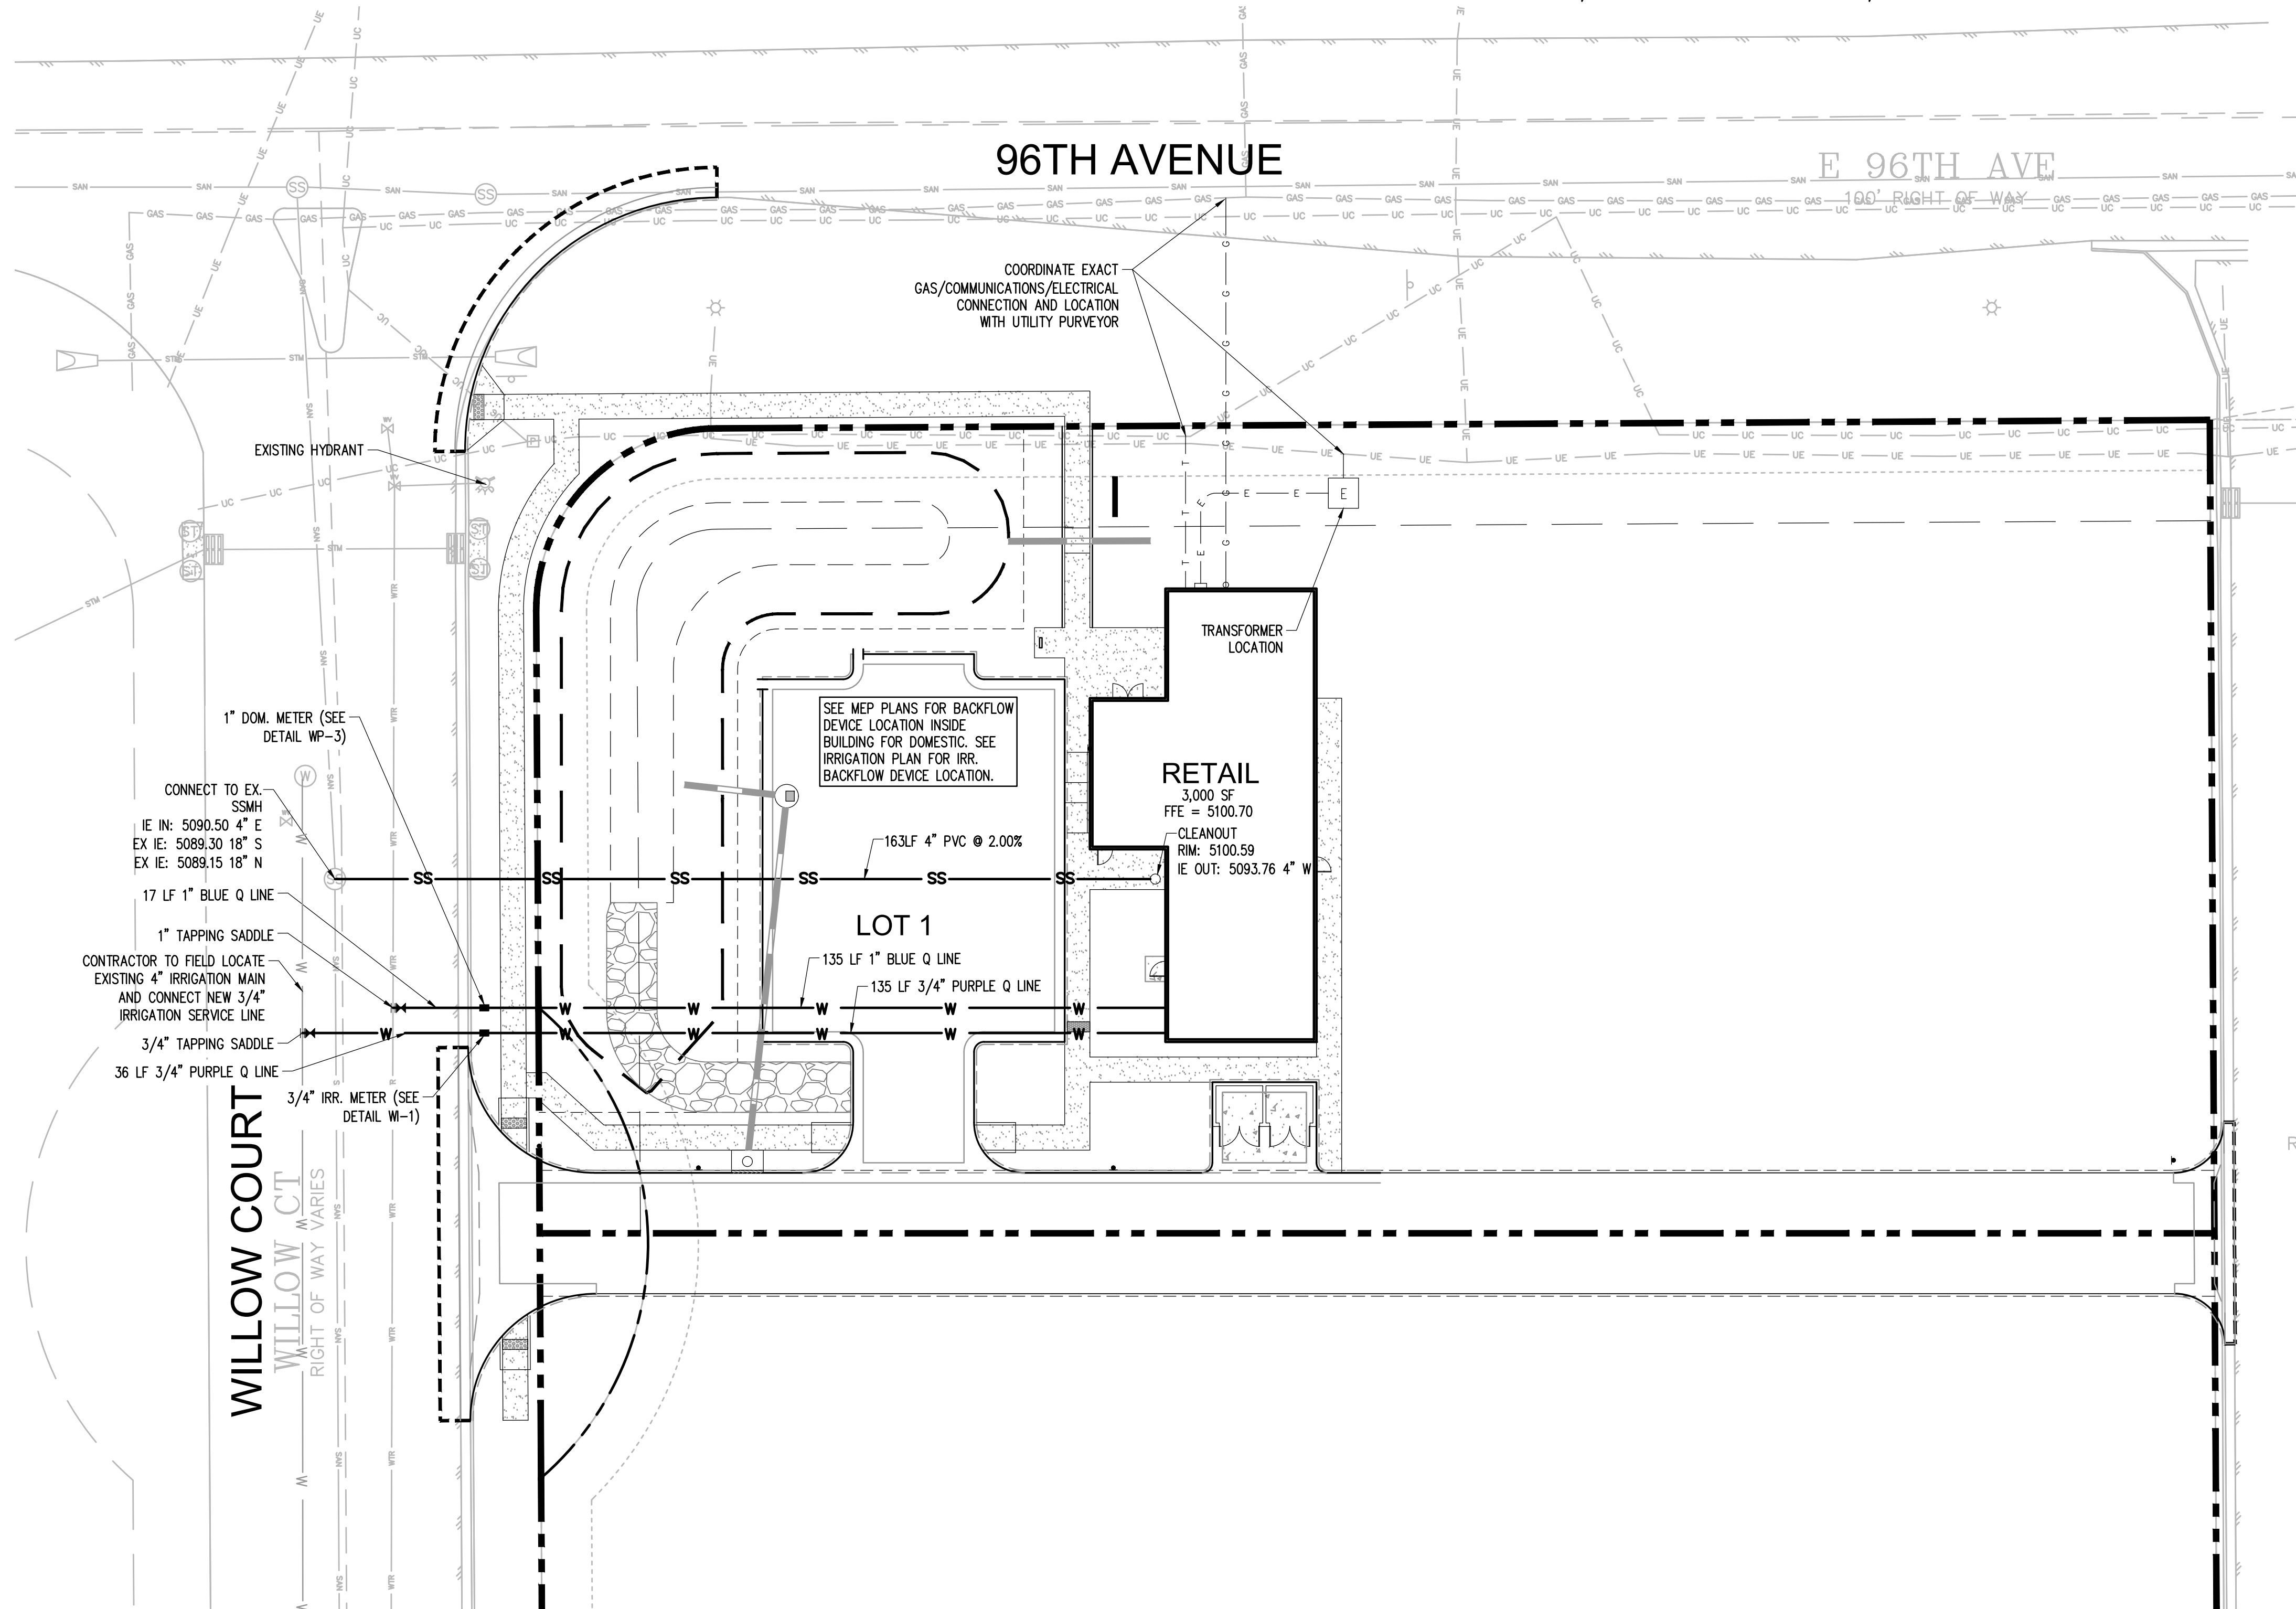 96TH AVENUE
E 96TH AVE
100' RIGHT OF WAY
COORDINATE EXACT
GAS/COMMUNICATIONS/ELECTRICAL
CONNECTION AND LOCATION
WITH UTILITY PURVEYOR
EXISTING HYDRANT
E
TRANSFORMER
LOCATION
1" DOM. METER (SEE
DETAIL WP-3)
SEE MEP PLANS FOR BACKFLOW
DEVICE LOCATION INSIDE
BUILDING FOR DOMESTIC. SEE
IRRIGATION PLAN FOR IRR.
BACKFLOW DEVICE LOCATION.
RETAIL
3,000 SF
FFE = 5100.70
CLEANOUT
RIM: 5100.59
IE OUT: 5093.76 4" W
CONNECT TO EX.
SSMH
IE IN: 5090.50 4" E
EX IE: 5089.30 18" S
EX IE: 5089.15 18" N
163LF 4" PVC @ 2.00%
SS SS SS SS SS SS
17 LF 1" BLUE Q LINE
1" TAPPING SADDLE
CONTRACTOR TO FIELD LOCATE
EXISTING 4" IRRIGATION MAIN
AND CONNECT NEW 3/4"
IRRIGATION SERVICE LINE
3/4" TAPPING SADDLE
36 LF 3/4" PURPLE Q LINE
3/4" IRR. METER (SEE
DETAIL WI-1)
LOT 1
135 LF 1" BLUE Q LINE
135 LF 3/4" PURPLE Q LINE
W W W W W
W W W W W W
WILLOW COURT
WILLOW CT
RIGHT OF WAY VARIES